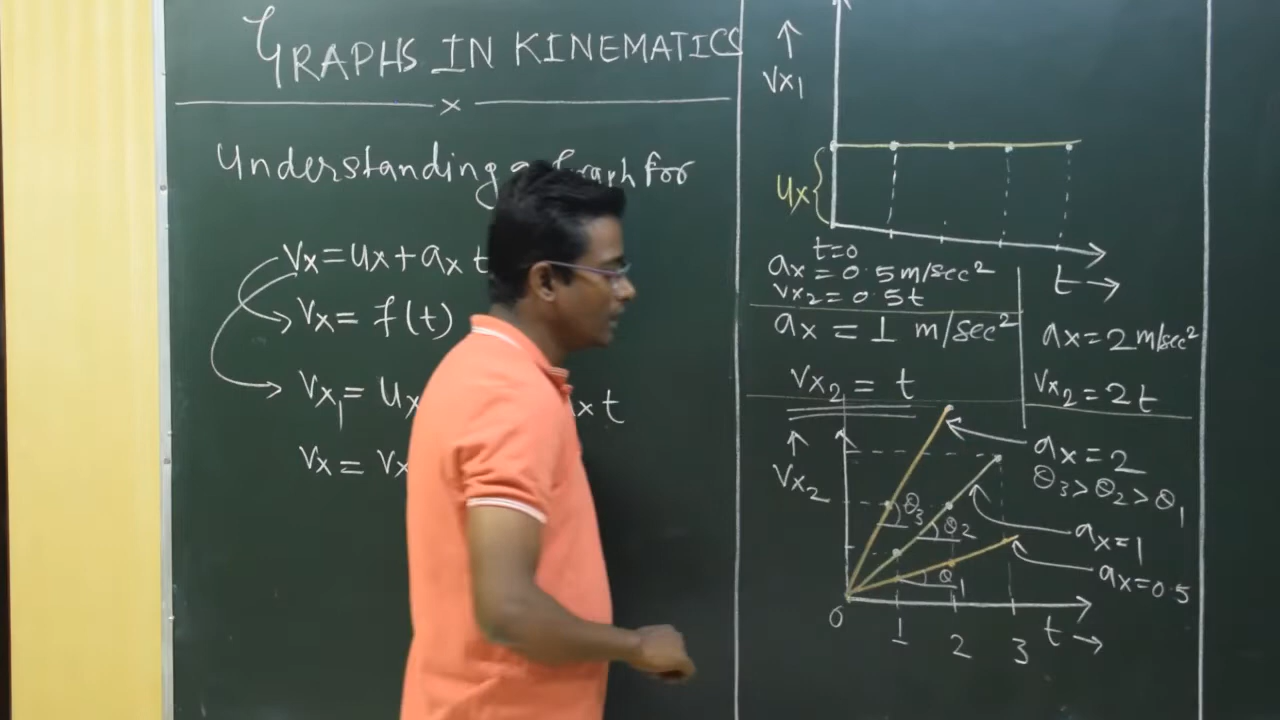 GRAPHS IN KINEMATICS
x
Understanding a Graph for
Vx = Ux + ax t
Vx = f(t)
Vx1 = Ux
x t
Vx = Vx
↑
Vx1
Ux
t=0
t →
ax = 0.5 m/sec²
Vx2 = 0.5t
ax = 1 m/sec²
Vx2 = t
ax = 2 m/sec²
Vx2 = 2t
↑
Vx2
ax = 2
θ3 > θ2 > θ1
θ3
θ2
ax = 1
θ1
ax = 0.5
0
1
2
3
t →